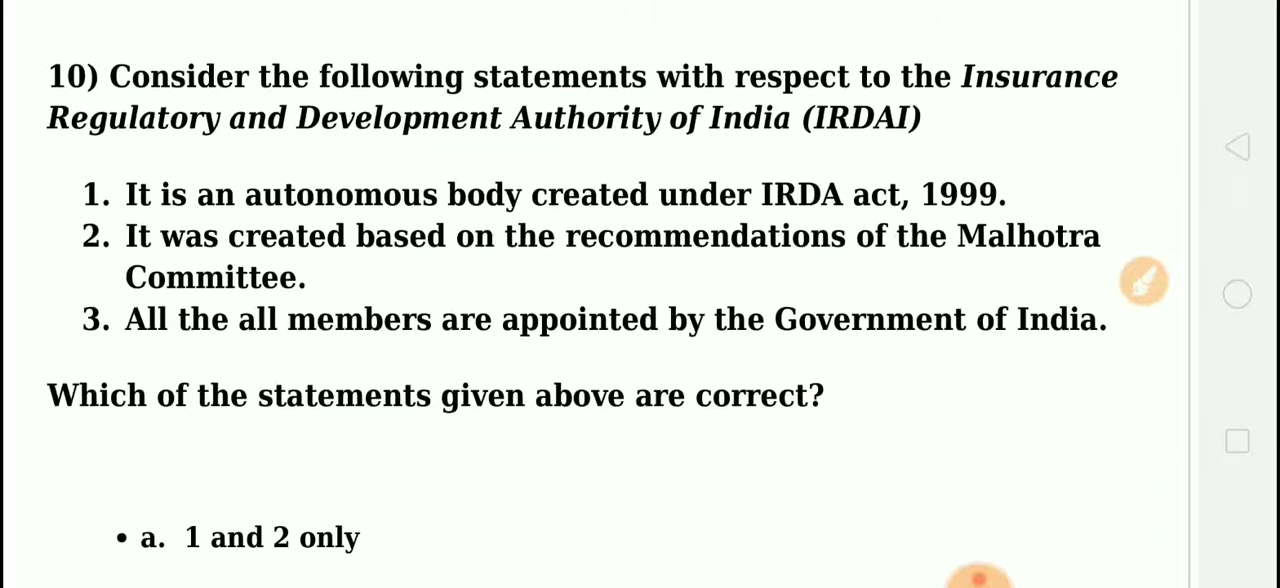 10) Consider the following statements with respect to the Insurance
Regulatory and Development Authority of India (IRDAI)
1. It is an autonomous body created under IRDA act, 1999.
2. It was created based on the recommendations of the Malhotra
Committee.
3. All the all members are appointed by the Government of India.
Which of the statements given above are correct?
• a. 1 and 2 only